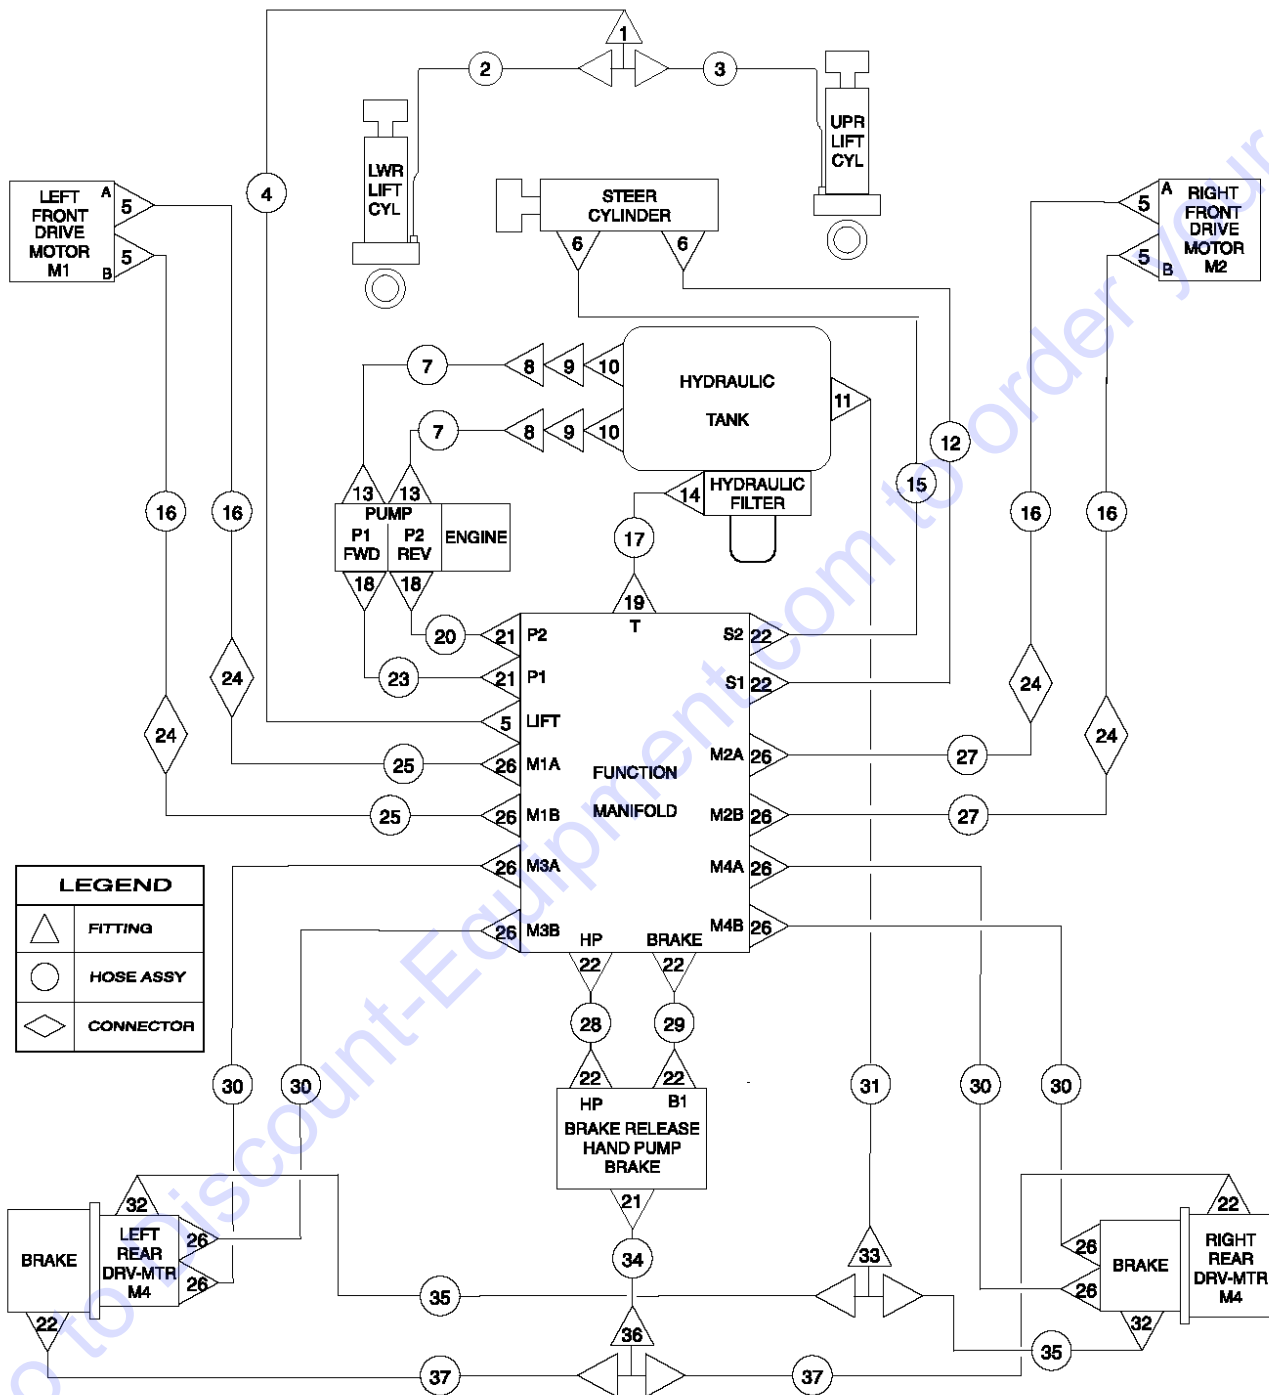 1
2
3
UPR
LIFT
CYL
LWR
LIFT
CYL
4
LEFT
FRONT
DRIVE
MOTOR
M1
A
B
5
5
STEER
CYLINDER
6
6
5
5
A
B
RIGHT
FRONT
DRIVE
MOTOR
M2
7
8
9
10
HYDRAULIC
TANK
11
7
8
9
10
12
15
13
13
PUMP
P1
FWD
P2
REV
ENGINE
14
HYDRAULIC
FILTER
16
16
16
16
17
18
18
19
T
20
21
P2
S2
22
23
21
P1
S1
22
24
24
24
24
5
LIFT
25
26
M1A
M2A
26
27
FUNCTION
MANIFOLD
25
26
M1B
M2B
26
27
26
M3A
M4A
26
26
M3B
M4B
26
HP
BRAKE
22
22
LEGEND
FITTING
HOSE ASSY
CONNECTOR
28
29
30
30
22
22
31
30
30
HP
B1
BRAKE RELEASE
HAND PUMP
BRAKE
21
32
BRAKE
LEFT
REAR
DRV-MTR
M4
26
26
22
34
33
22
26
26
BRAKE
RIGHT
REAR
DRV-MTR
M4
32
35
35
36
37
37
to Discount-Equipment.com to order your